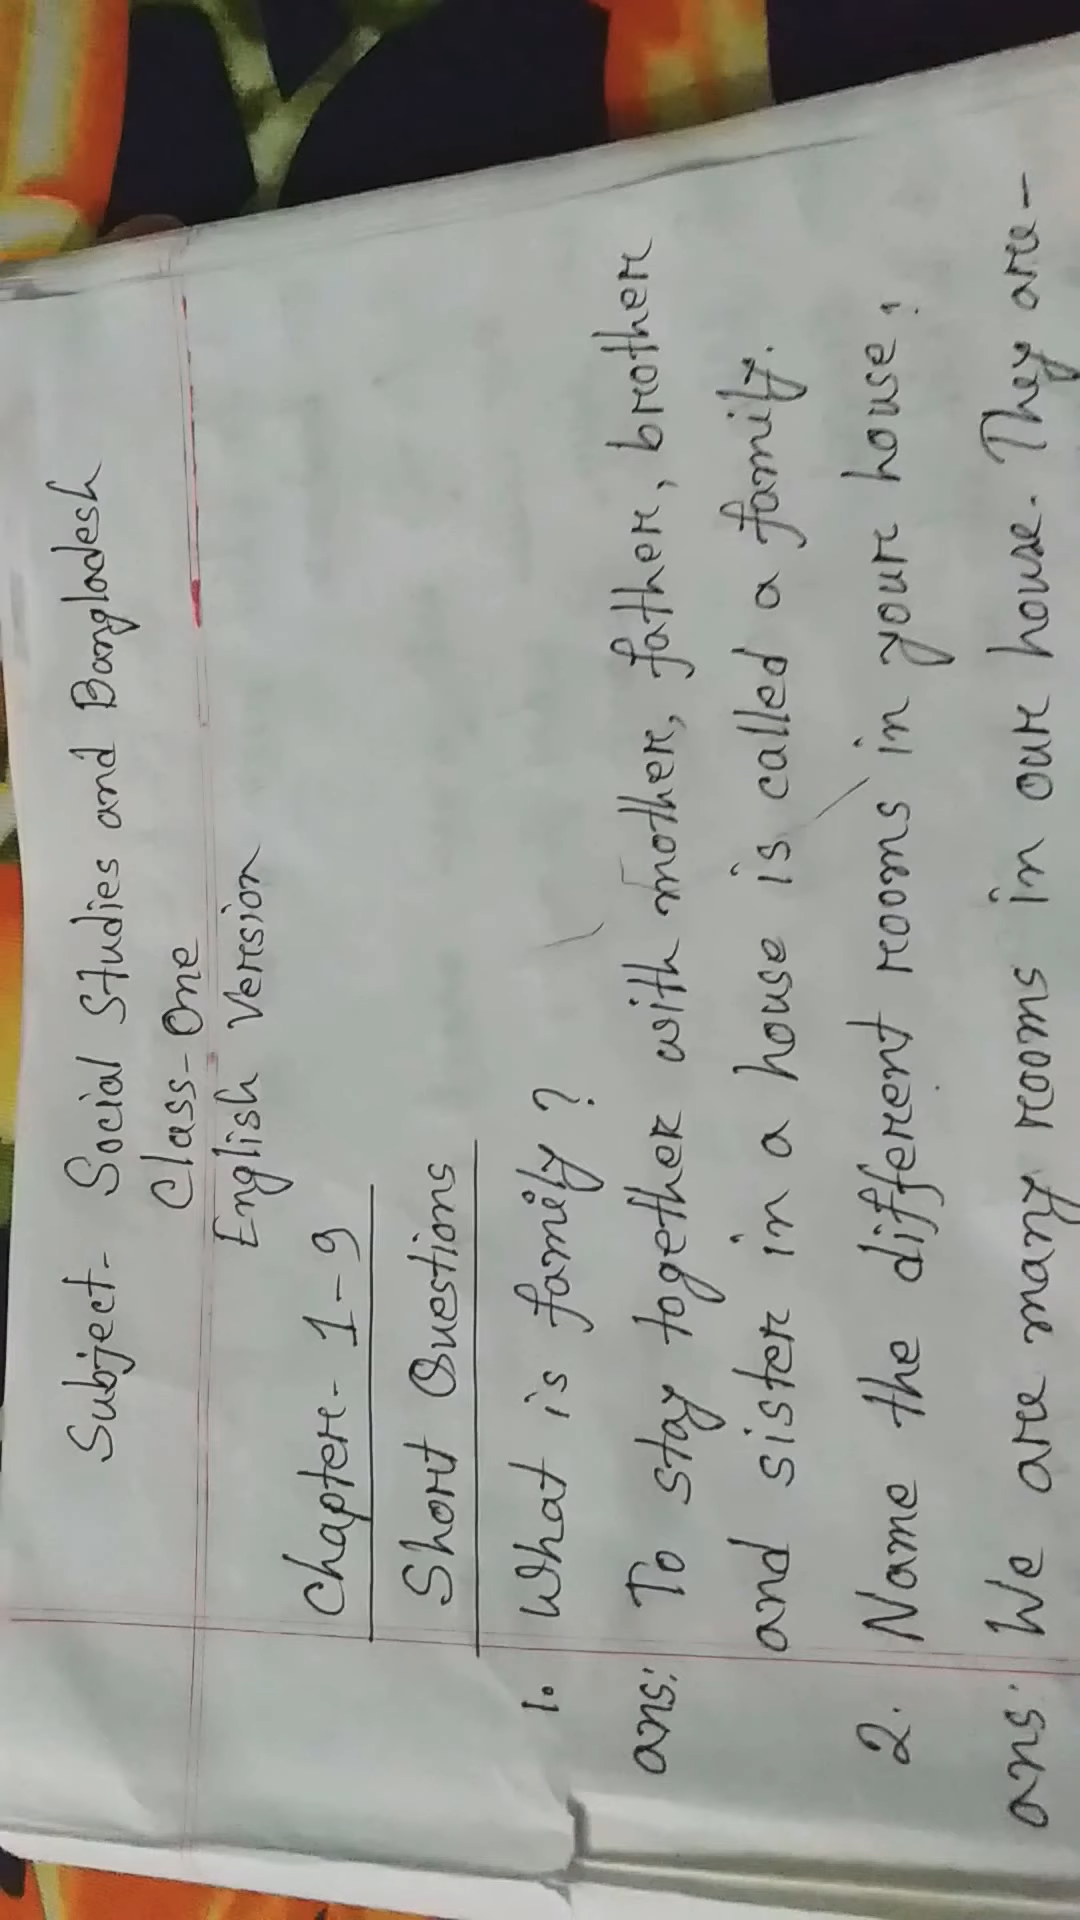 Subject- Social Studies and Bangladesh
Class-One
English Version
Chapter- 1-9
Short Questions
1. What is family?
ans: To stay together with mother, father, brother
and sister in a house is called a family.
2. Name the different rooms in your house;
ans. We are many rooms in our house. They are-